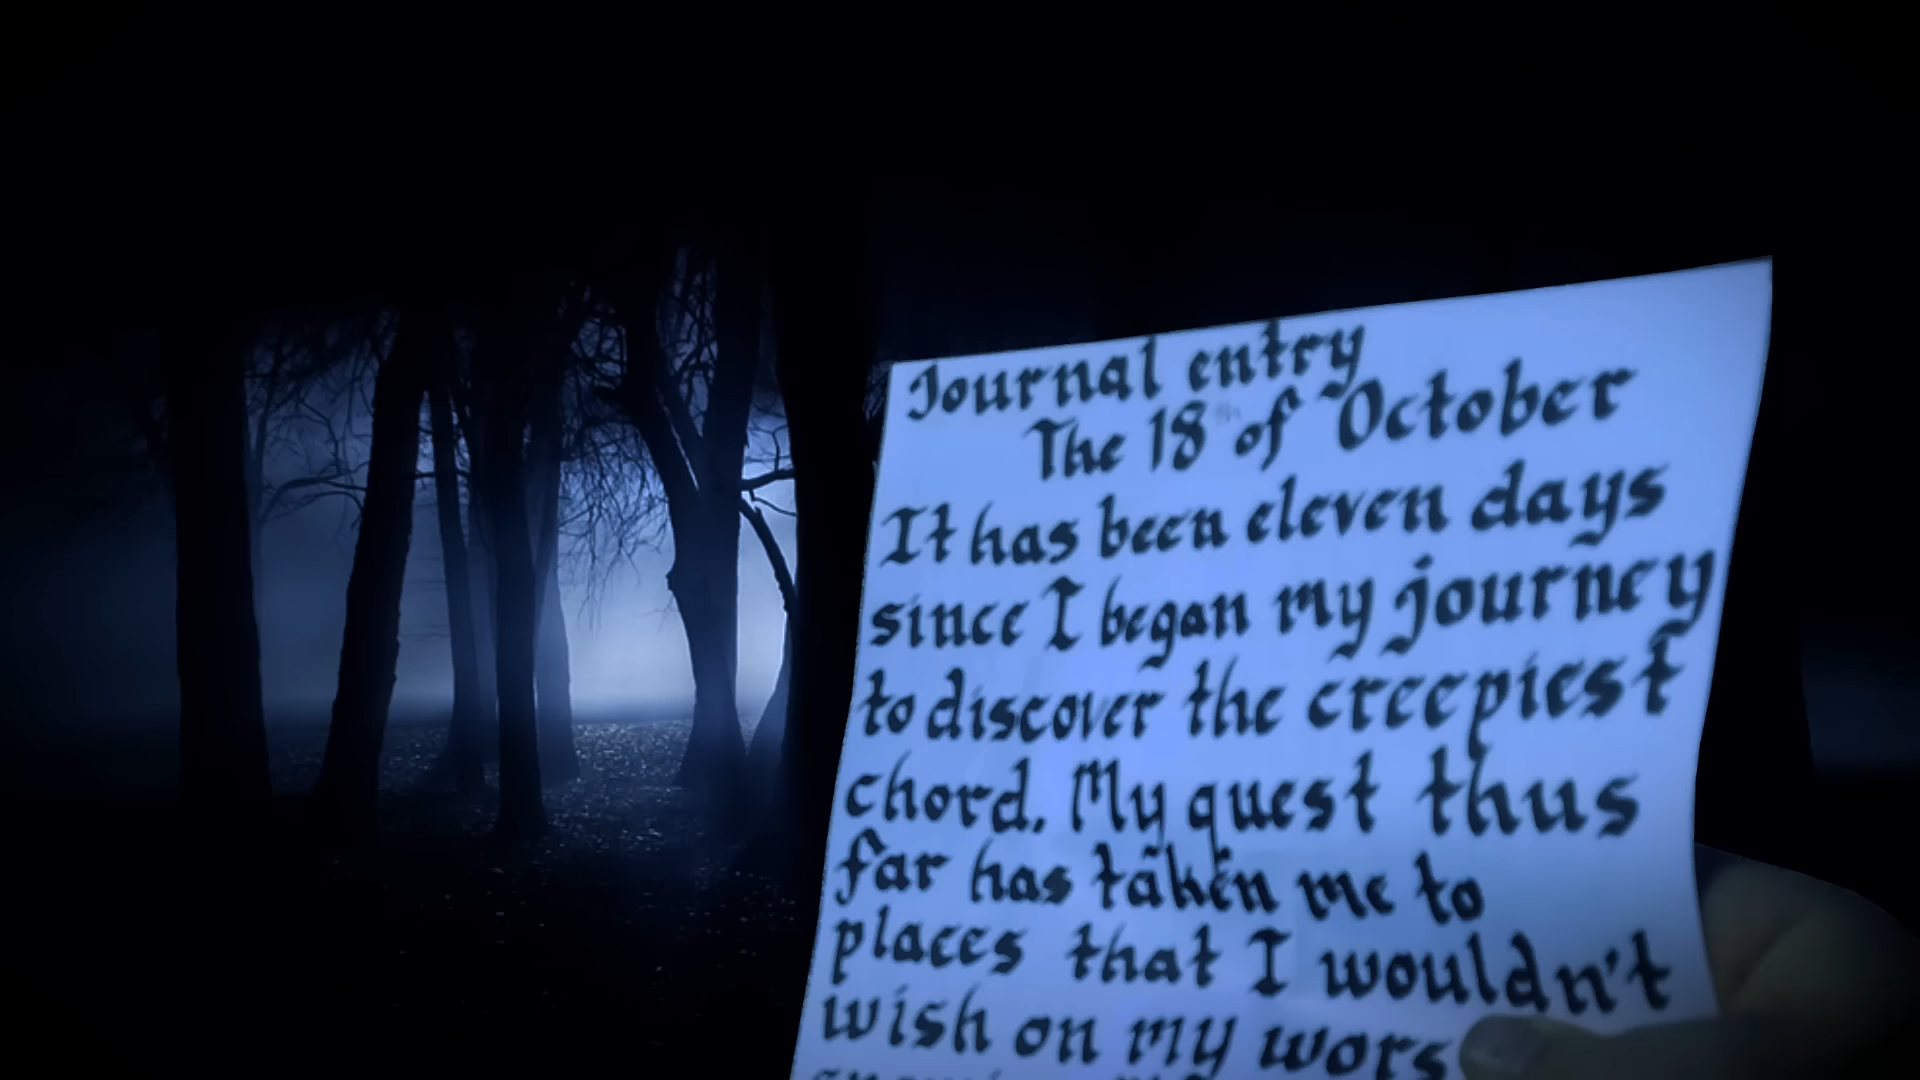 Journal entry
The 18th of October
It has been eleven days
since I began my journey
to discover the creepiest
chord. My quest thus
far has taken me to
places that I wouldn't
wish on my wors